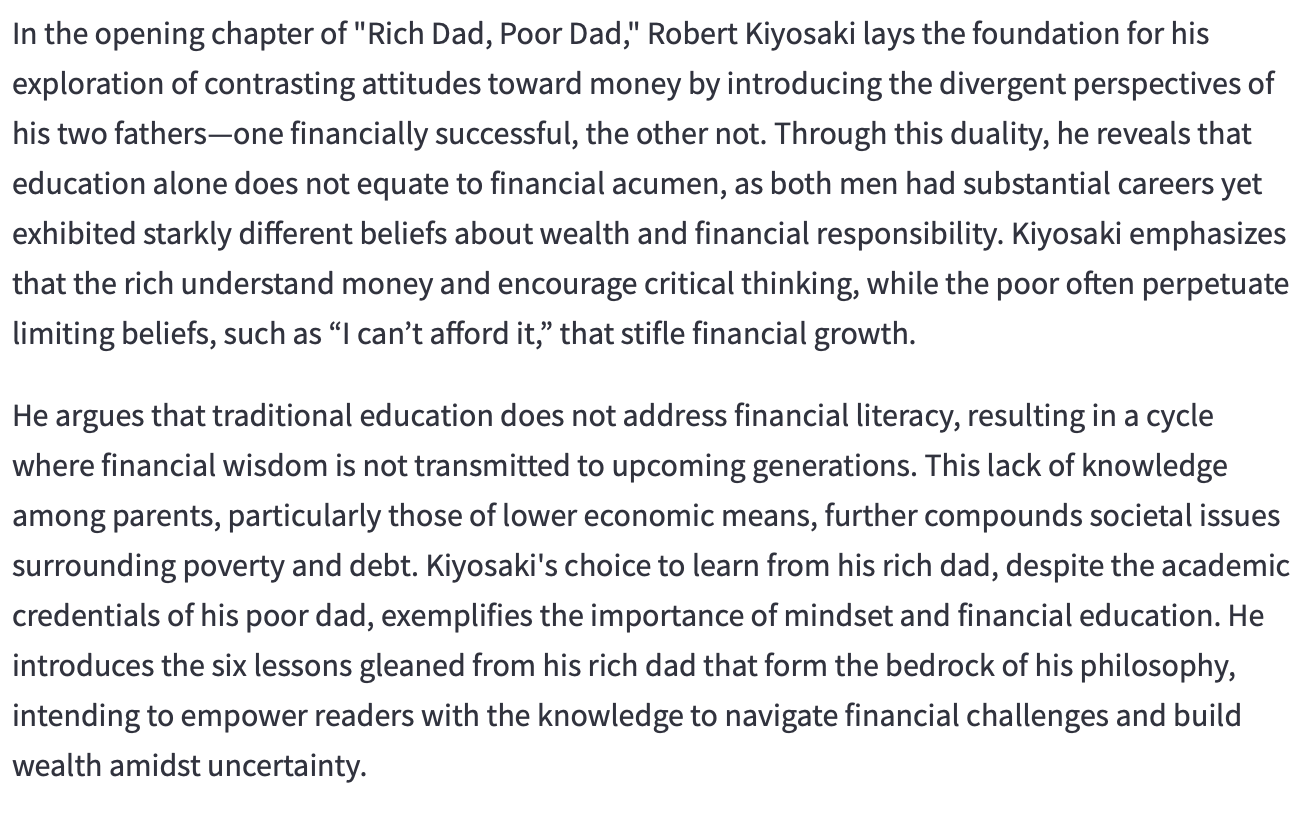 In the opening chapter of "Rich Dad, Poor Dad," Robert Kiyosaki lays the foundation for his
exploration of contrasting attitudes toward money by introducing the divergent perspectives of
his two fathers—one financially successful, the other not. Through this duality, he reveals that
education alone does not equate to financial acumen, as both men had substantial careers yet
exhibited starkly different beliefs about wealth and financial responsibility. Kiyosaki emphasizes
that the rich understand money and encourage critical thinking, while the poor often perpetuate
limiting beliefs, such as “I can’t afford it,” that stifle financial growth.
He argues that traditional education does not address financial literacy, resulting in a cycle
where financial wisdom is not transmitted to upcoming generations. This lack of knowledge
among parents, particularly those of lower economic means, further compounds societal issues
surrounding poverty and debt. Kiyosaki's choice to learn from his rich dad, despite the academic
credentials of his poor dad, exemplifies the importance of mindset and financial education. He
introduces the six lessons gleaned from his rich dad that form the bedrock of his philosophy,
intending to empower readers with the knowledge to navigate financial challenges and build
wealth amidst uncertainty.